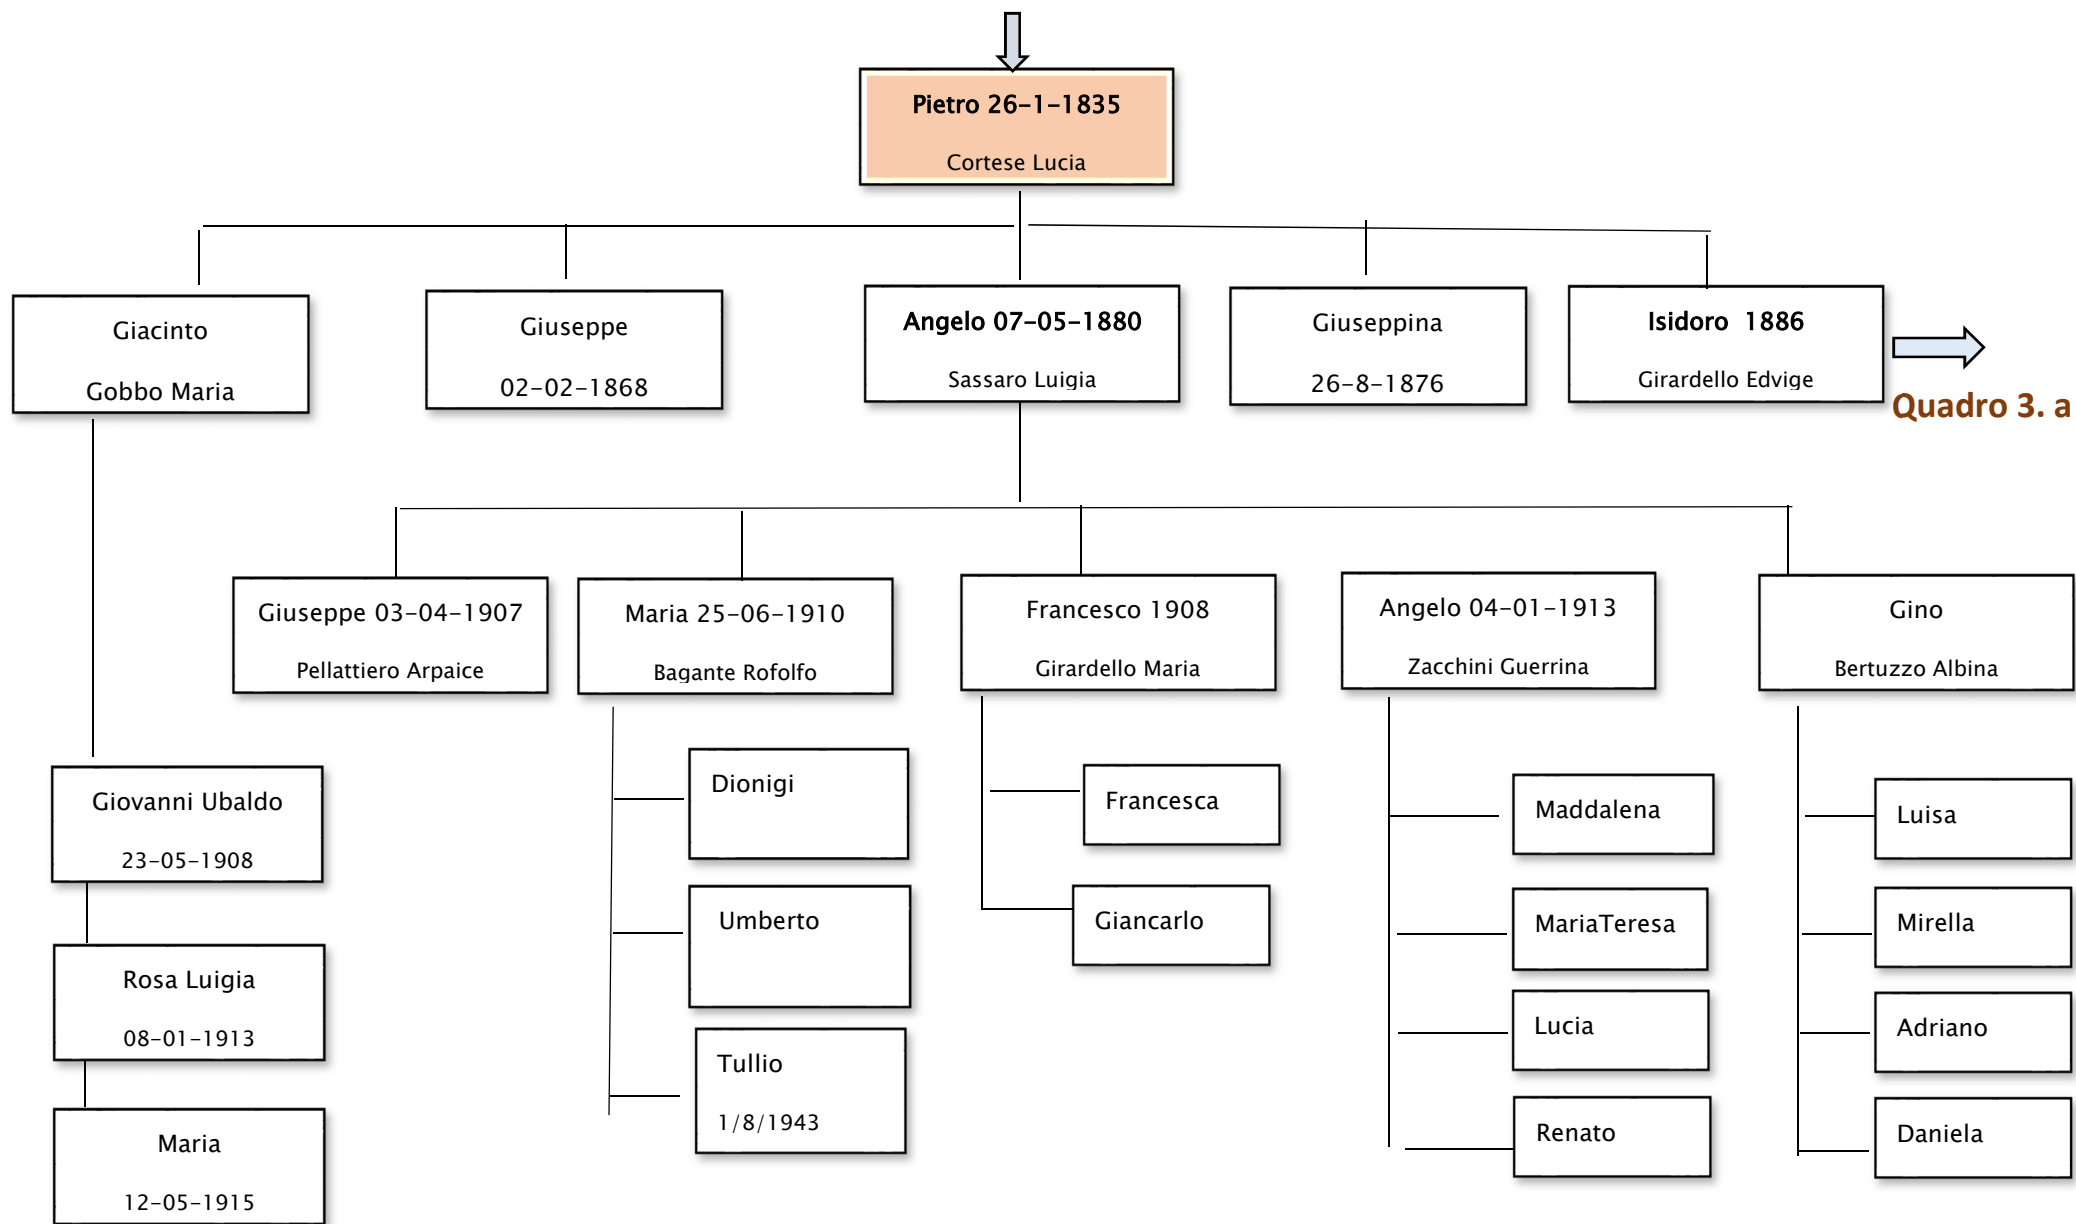 Pietro 26-1-1835
Cortese Lucia
Giacinto
Gobbo Maria
Giuseppe
02-02-1868
Angelo 07-05-1880
Sassaro Luigia
Giuseppina
26-8-1876
Isidoro 1886
Girardello Edvige
Quadro 3. a
Giuseppe 03-04-1907
Pellattiero Arpaice
Maria 25-06-1910
Bagante Rofolfo
Francesco 1908
Girardello Maria
Angelo 04-01-1913
Zacchini Guerrina
Gino
Bertuzzo Albina
Giovanni Ubaldo
23-05-1908
Rosa Luigia
08-01-1913
Maria
12-05-1915
Dionigi
Umberto
Tullio
1/8/1943
Francesca
Giancarlo
Maddalena
MariaTeresa
Lucia
Renato
Luisa
Mirella
Adriano
Daniela